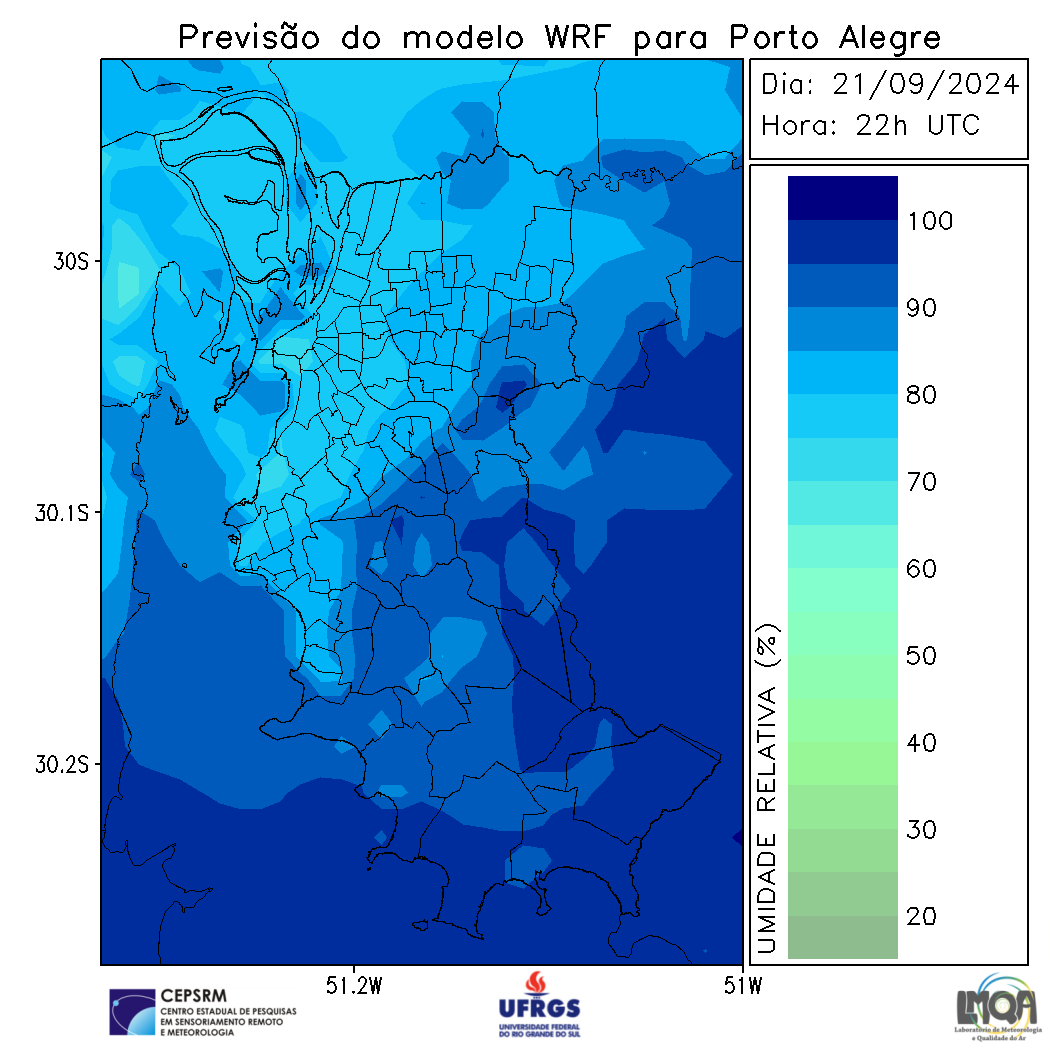 Previsão do modelo WRF para Porto Alegre
Dia: 21/09/2024
Hora: 22h UTC
30S
30.1S
30.2S
51.2W
51W
UMIDADE RELATIVA (%)
100
90
80
70
60
50
40
30
20
CEPSRM
CENTRO ESTADUAL DE PESQUISAS
EM SENSORIAMENTO REMOTO
E METEOROLOGIA
UFRGS
UNIVERSIDADE FEDERAL
DO RIO GRANDE DO SUL
LMQA
Laboratório de Meteorologia
e Qualidade do Ar